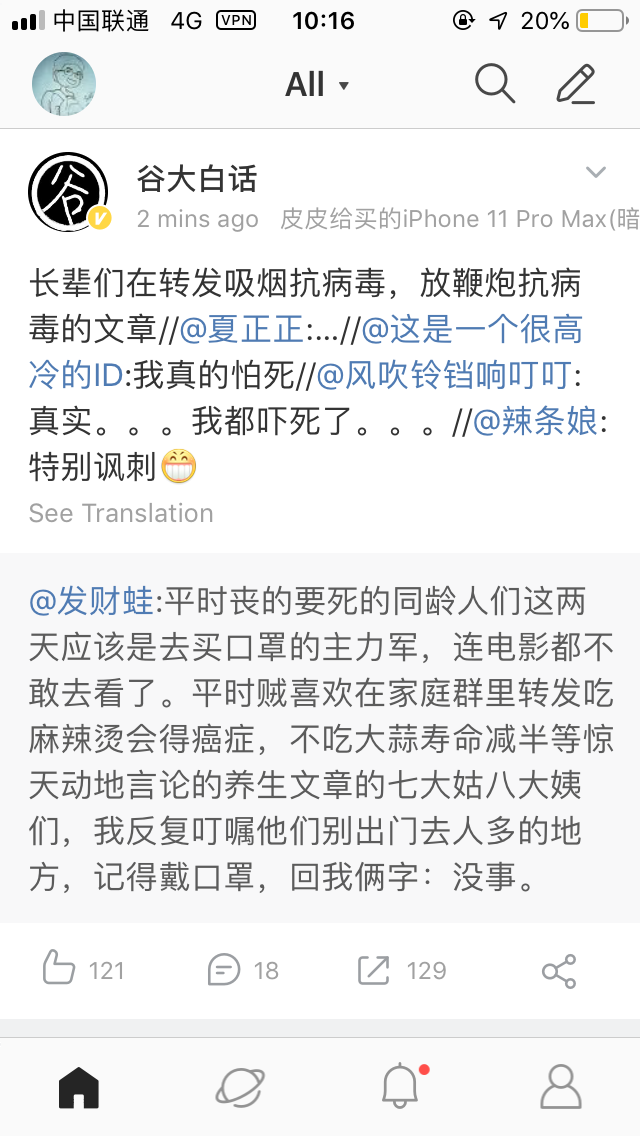 中国联通 4G VPN 10:16 20%
All
谷
谷大白话
V
2 mins ago 皮皮给买的iPhone 11 Pro Max(暗
长辈们在转发吸烟抗病毒，放鞭炮抗病
毒的文章//@夏正正:...//@这是一个很高
冷的ID:我真的怕死//@风吹铃铛响叮叮:
真实。。。我都吓死了。。。//@辣条娘:
特别讽刺😁
See Translation
@发财蛙:平时丧的要死的同龄人们这两
天应该是去买口罩的主力军，连电影都不
敢去看了。平时贼喜欢在家庭群里转发吃
麻辣烫会得癌症，不吃大蒜寿命减半等惊
天动地言论的养生文章的七大姑八大姨
们，我反复叮嘱他们别出门去人多的地
方，记得戴口罩，回我俩字：没事。
121 18 129